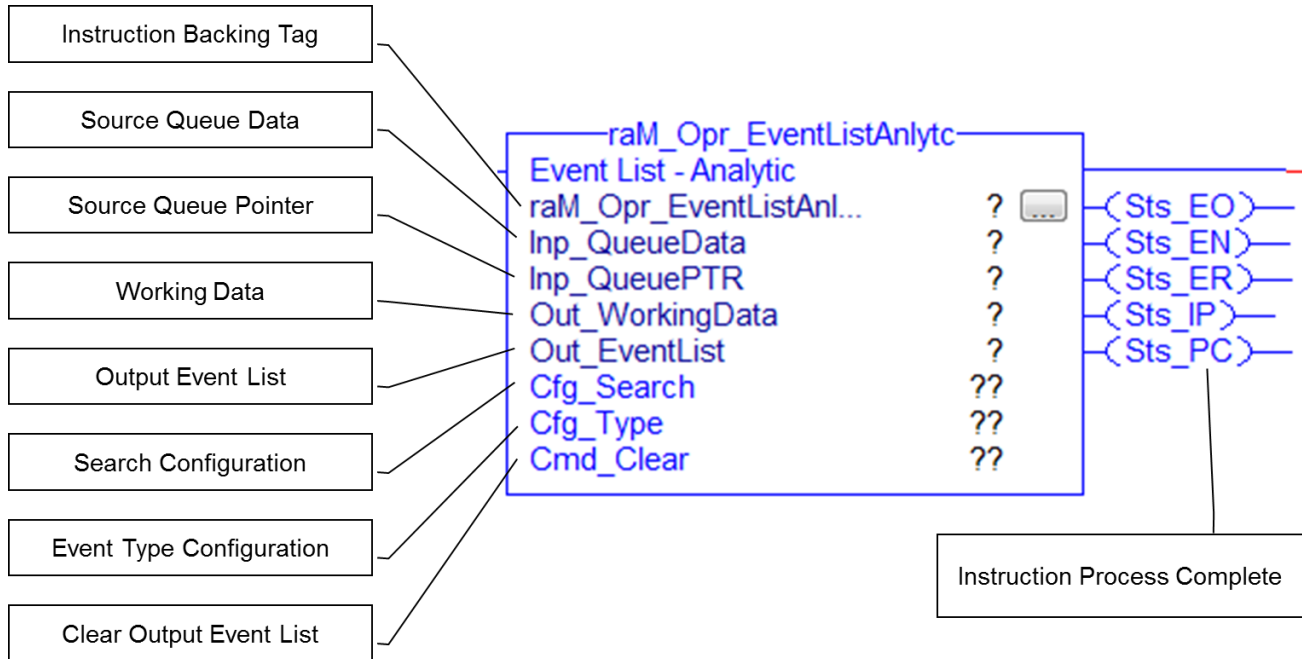 Instruction Backing Tag
Source Queue Data
Source Queue Pointer
Working Data
Output Event List
Search Configuration
Event Type Configuration
Clear Output Event List
raM_Opr_EventListAnlytc
Event List - Analytic
raM_Opr_EventListAnl... ? ... Sts_EO
Inp_QueueData ? Sts_EN
Inp_QueuePTR ? Sts_ER
Out_WorkingData ? Sts_IP
Out_EventList ? Sts_PC
Cfg_Search ??
Cfg_Type ??
Cmd_Clear ??
Instruction Process Complete